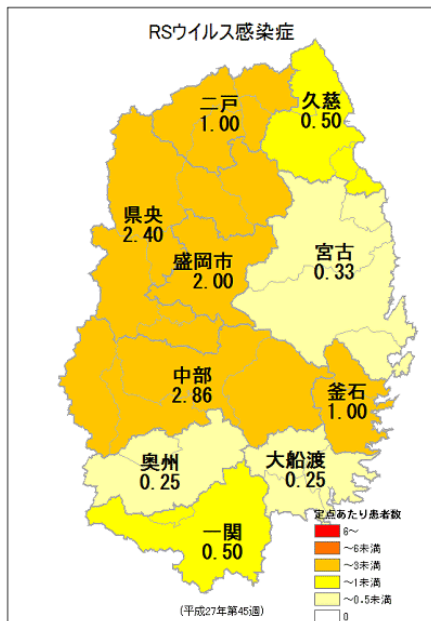 RSウイルス感染症
二戸
1.00
久慈
0.50
県央
2.40
盛岡市
2.00
宮古
0.33
中部
2.86
釜石
1.00
奥州
0.25
大船渡
0.25
一関
0.50
定点あたり患者数
6～
～6未満
～3未満
～1未満
～0.5未満
0
(平成27年第45週)